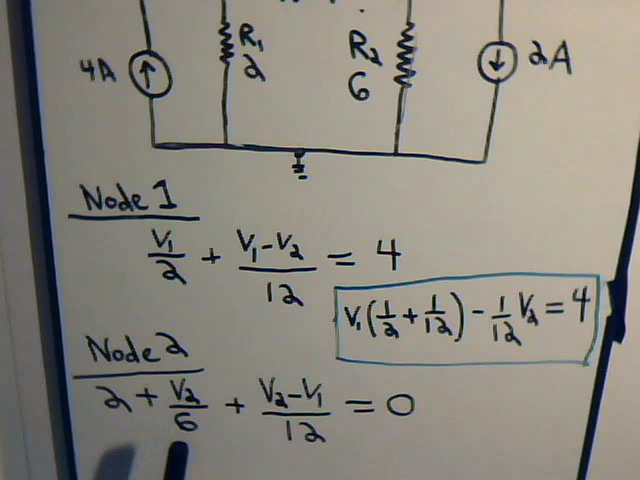 4A R₁ 2 R₂ 6 2A
Node 1
V₁/2 + (V₁-V₂)/12 = 4
V₁(1/2 + 1/12) - 1/12 V₂ = 4
Node 2
2 + V₂/6 + (V₂-V₁)/12 = 0